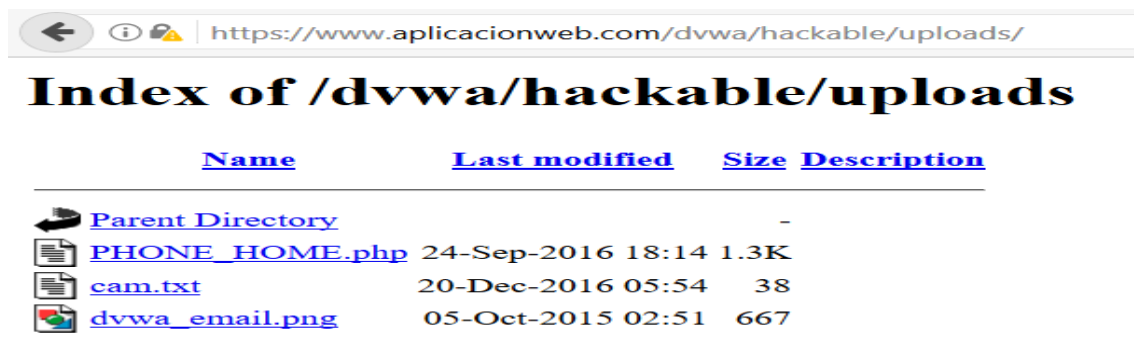 https://www.aplicacionweb.com/dvwa/hackable/uploads/
Index of /dvwa/hackable/uploads
Name Last modified Size Description
Parent Directory -
PHONE_HOME.php 24-Sep-2016 18:14 1.3K
cam.txt 20-Dec-2016 05:54 38
dvwa_email.png 05-Oct-2015 02:51 667